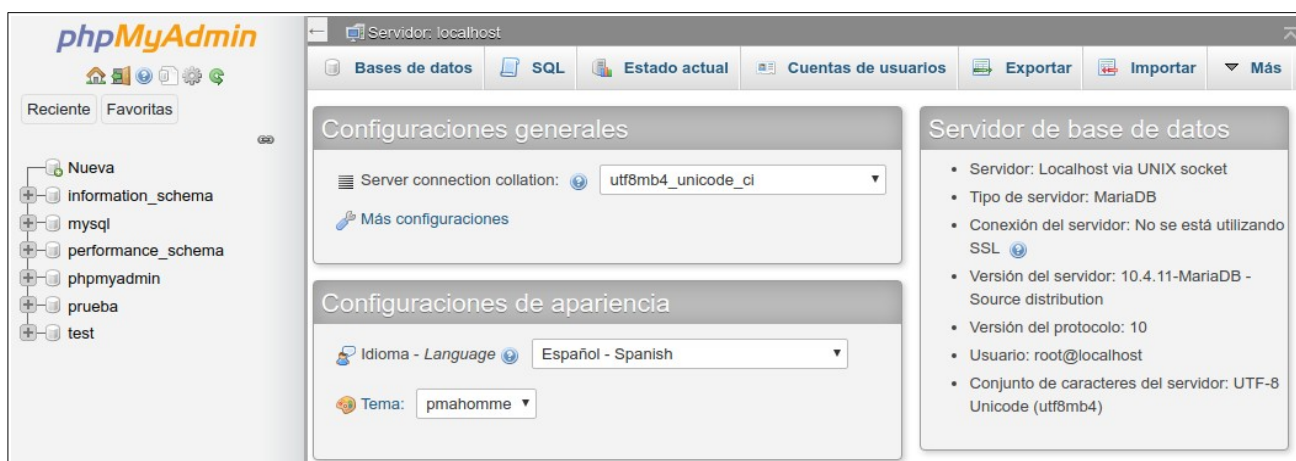 phpMyAdmin
Reciente Favoritas
Nueva
information_schema
mysql
performance_schema
phpmyadmin
prueba
test
Servidor: localhost
Bases de datos SQL Estado actual Cuentas de usuarios Exportar Importar Más
Configuraciones generales
Server connection collation: utf8mb4_unicode_ci
Más configuraciones
Configuraciones de apariencia
Idioma - Language Español - Spanish
Tema: pmahomme
Servidor de base de datos
• Servidor: Localhost via UNIX socket
• Tipo de servidor: MariaDB
• Conexión del servidor: No se está utilizando
SSL
• Versión del servidor: 10.4.11-MariaDB -
Source distribution
• Versión del protocolo: 10
• Usuario: root@localhost
• Conjunto de caracteres del servidor: UTF-8
Unicode (utf8mb4)